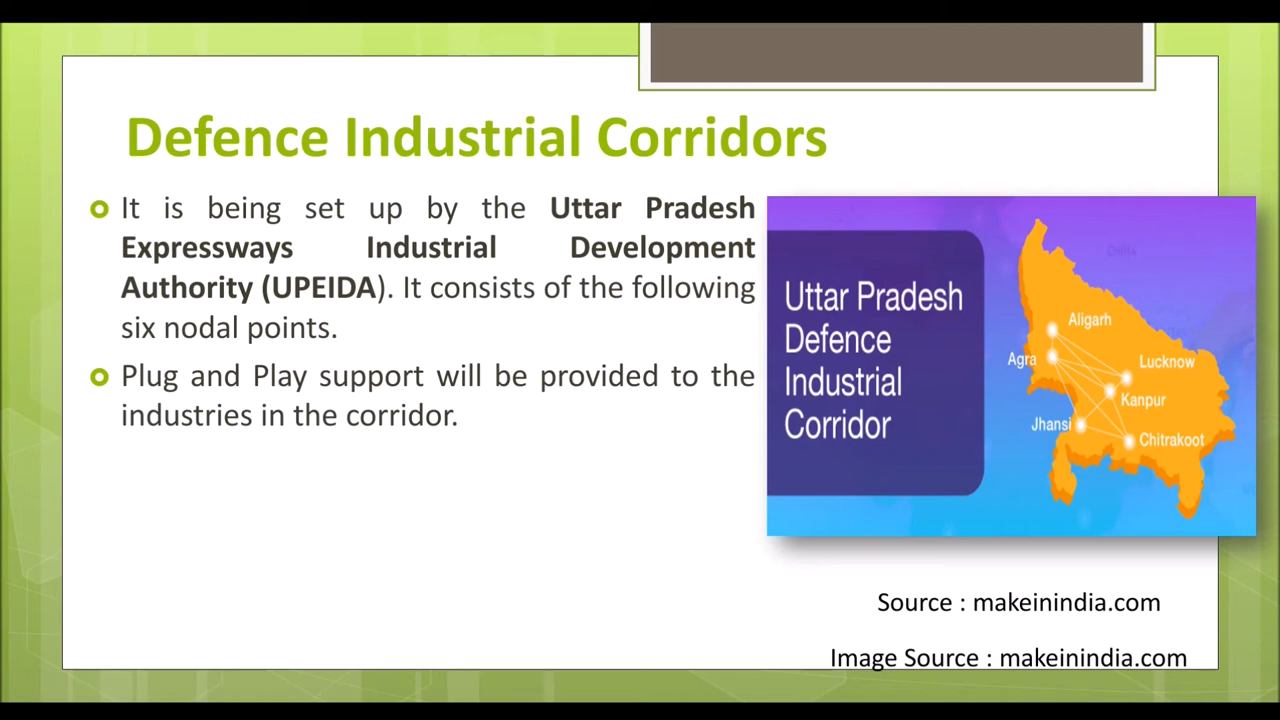 Defence Industrial Corridors
It is being set up by the Uttar Pradesh
Expressways Industrial Development
Authority (UPEIDA). It consists of the following
six nodal points.
Plug and Play support will be provided to the
industries in the corridor.
Uttar Pradesh
Defence
Industrial
Corridor
CHINA
Aligarh
Agra
Lucknow
Kanpur
Jhansi
Chitrakoot
Source : makeinindia.com
Image Source : makeinindia.com